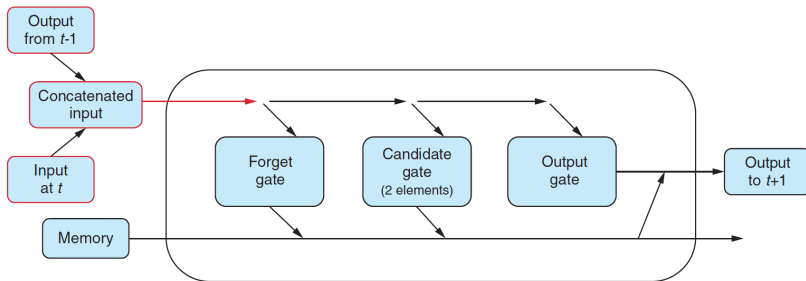 Output
from t-1
Concatenated
input
Input
at t
Memory
Forget
gate
Candidate
gate
(2 elements)
Output
gate
Output
to t+1